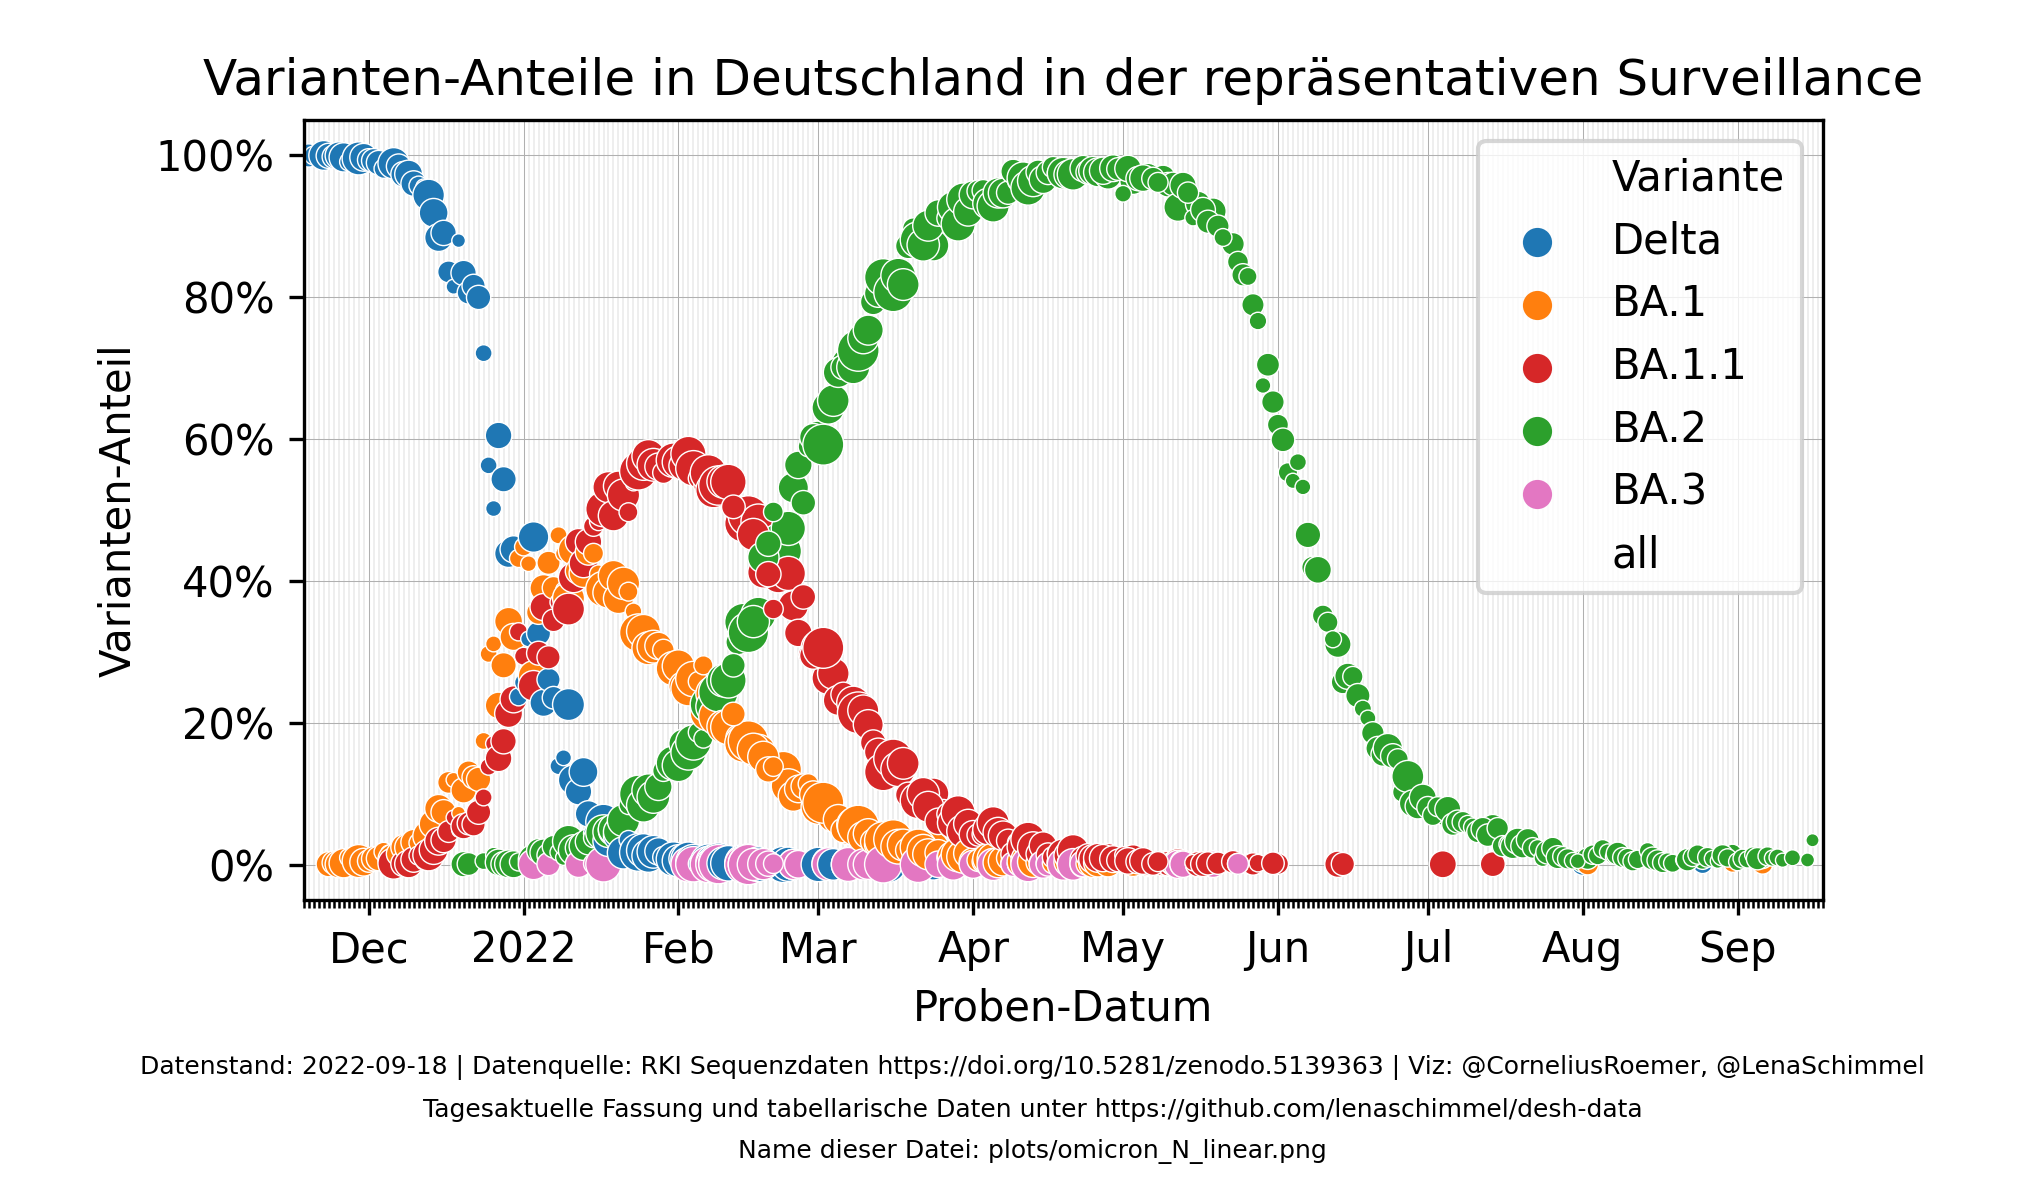 Varianten-Anteile in Deutschland in der repräsentativen Surveillance
100%
80%
60%
40%
20%
0%
Varianten-Anteil
Variante
Delta
BA.1
BA.1.1
BA.2
BA.3
all
Dec 2022 Feb Mar Apr May Jun Jul Aug Sep
Proben-Datum
Datenstand: 2022-09-18 | Datenquelle: RKI Sequenzdaten https://doi.org/10.5281/zenodo.5139363 | Viz: @CorneliusRoemer, @LenaSchimmel
Tagesaktuelle Fassung und tabellarische Daten unter https://github.com/lenaschimmel/desh-data
Name dieser Datei: plots/omicron_N_linear.png